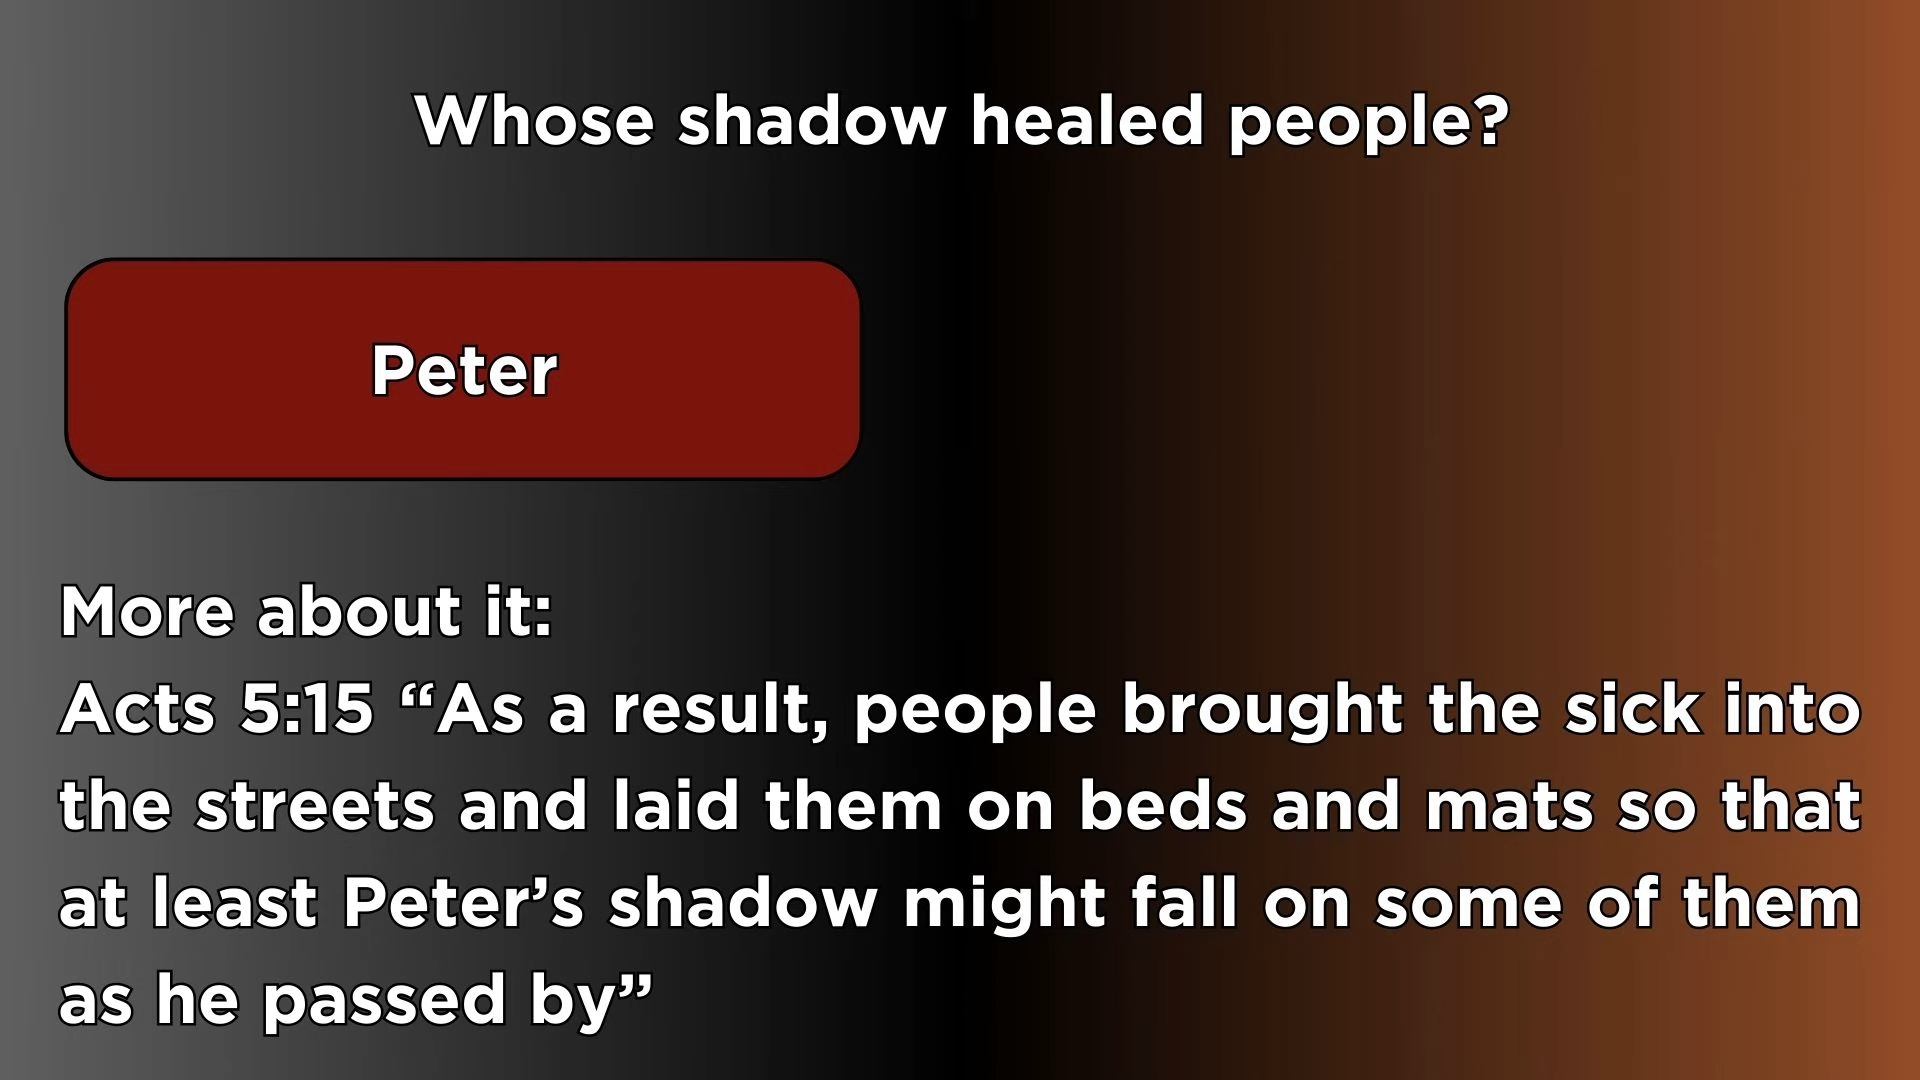 Whose shadow healed people?
Peter
More about it:
Acts 5:15 “As a result, people brought the sick into
the streets and laid them on beds and mats so that
at least Peter’s shadow might fall on some of them
as he passed by”